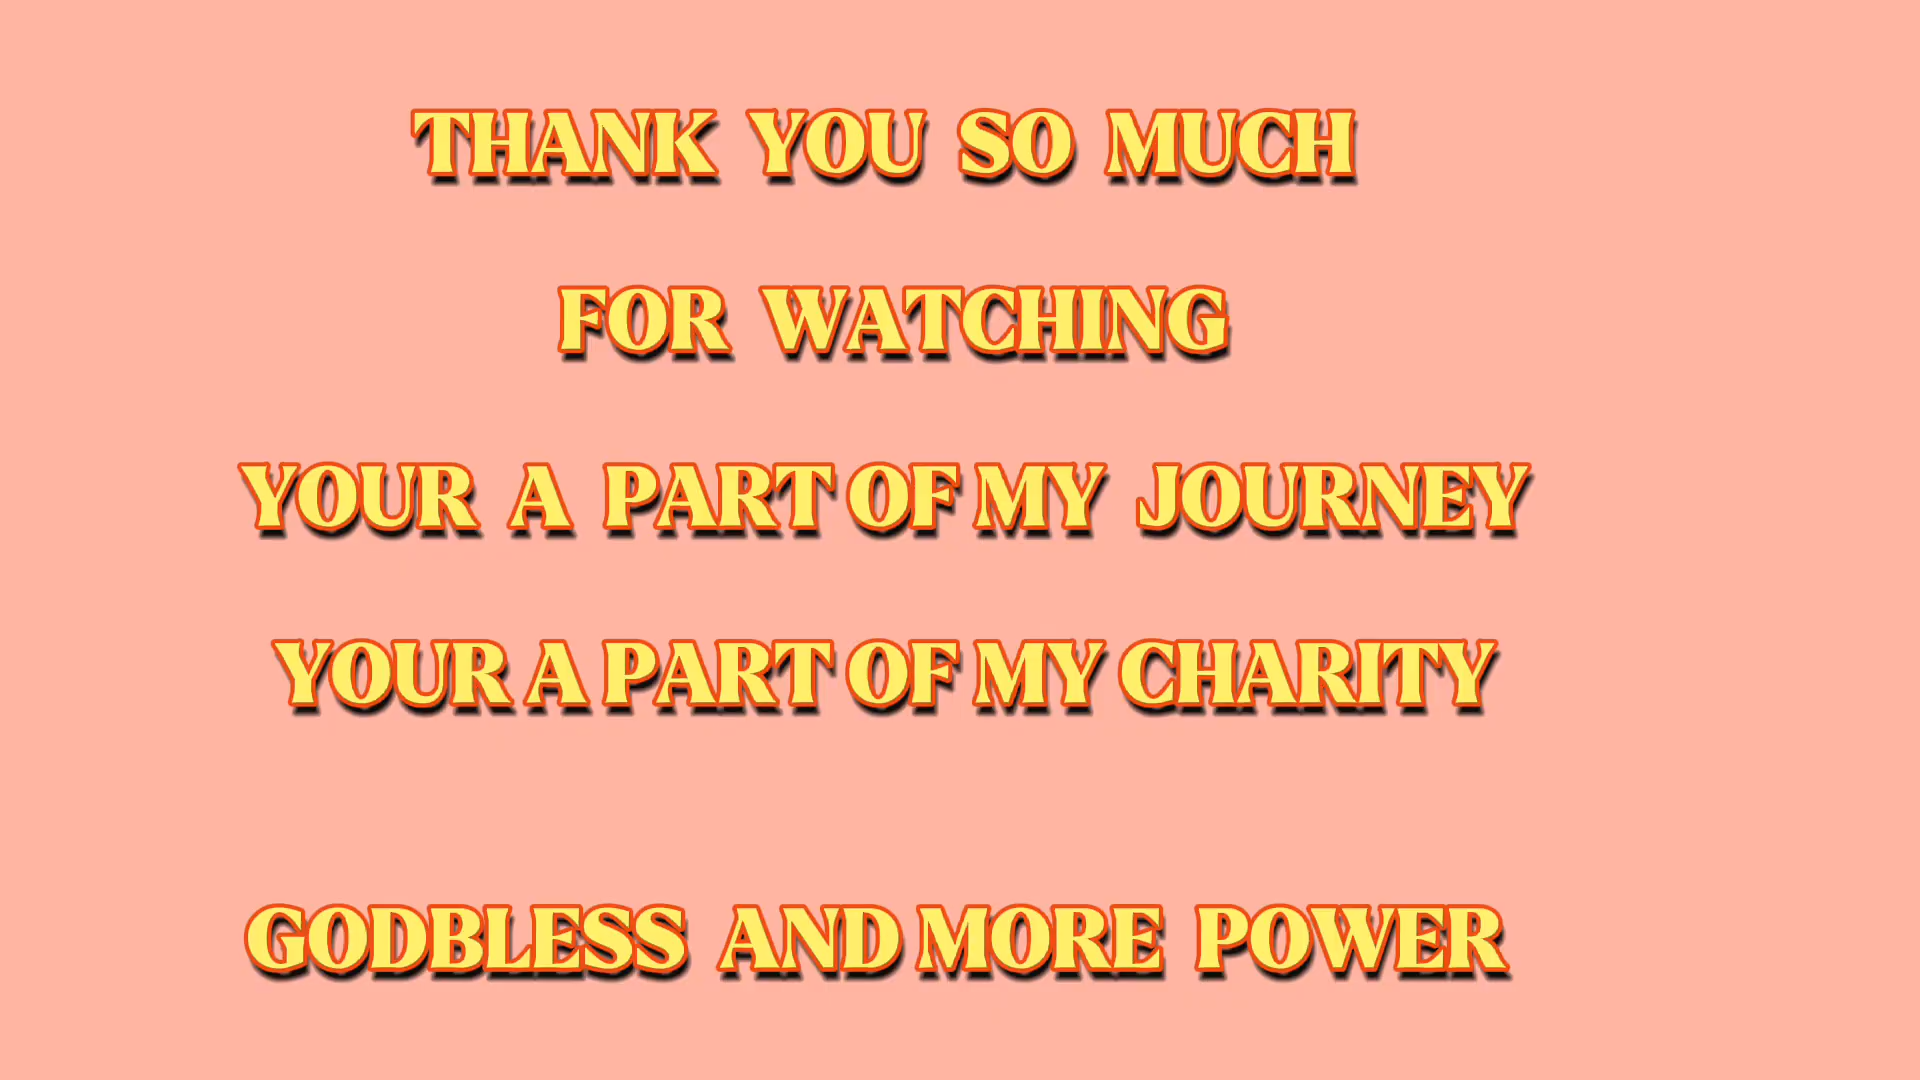 THANK YOU SO MUCH
FOR WATCHING
YOUR A PART OF MY JOURNEY
YOUR A PART OF MY CHARITY
GODBLESS AND MORE POWER